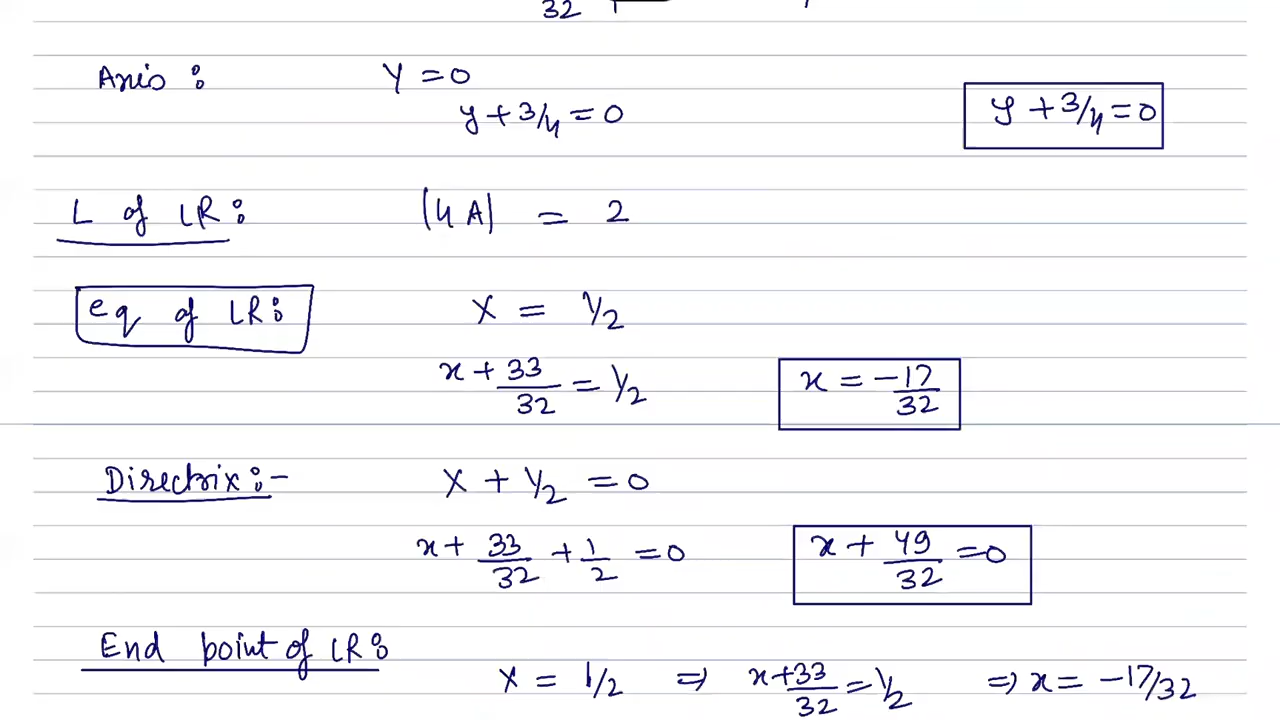 32
Axis : Y = 0
y + 3/4 = 0 y + 3/4 = 0
L of LR : |4A| = 2
eq of LR : X = 1/2
x + 33/32 = 1/2 x = -17/32
Directrix :- X + 1/2 = 0
x + 33/32 + 1/2 = 0 x + 49/32 = 0
End point of LR :
X = 1/2 ⇒ x + 33/32 = 1/2 ⇒ x = -17/32